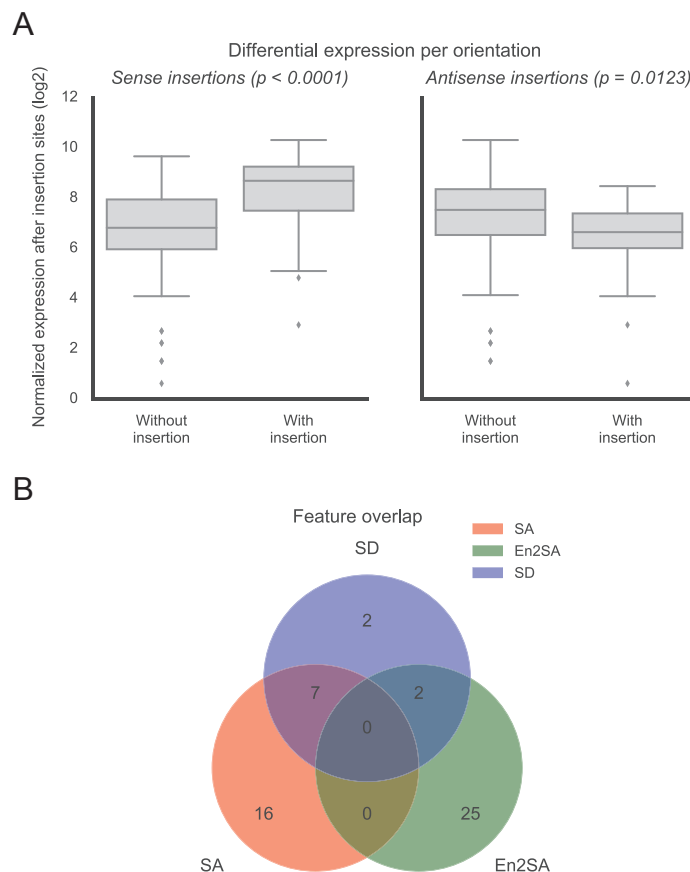 A
Differential expression per orientation
Sense insertions (p < 0.0001)
Antisense insertions (p = 0.0123)
Normalized expression after insertion sites (log2)
12
10
8
6
4
2
0
Without
insertion
With
insertion
Without
insertion
With
insertion
B
Feature overlap
SA
En2SA
SD
SD
2
7
2
0
16
0
25
SA
En2SA